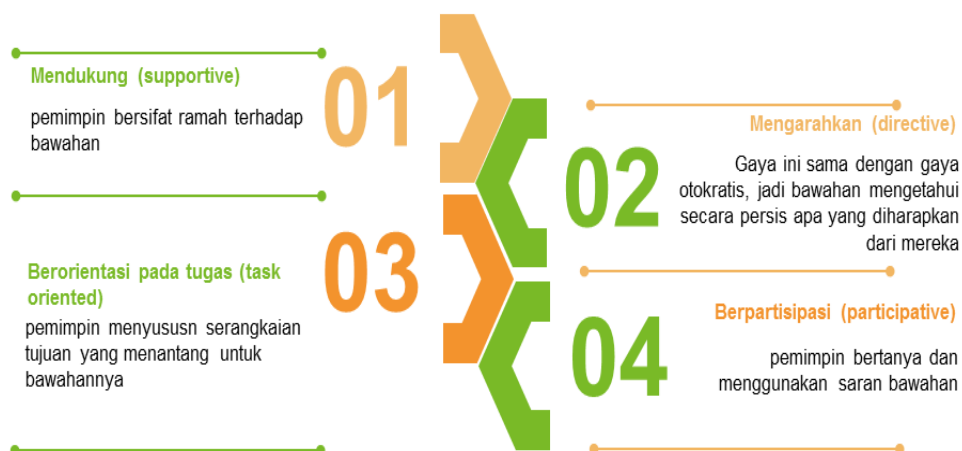 Mendukung (supportive)
pemimpin bersifat ramah terhadap
bawahan
01
Mengarahkan (directive)
Gaya ini sama dengan gaya
otokratis, jadi bawahan mengetahui
secara persis apa yang diharapkan
dari mereka
02
Berorientasi pada tugas (task
oriented)
pemimpin menyususn serangkaian
tujuan yang menantang untuk
bawahannya
03
Berpartisipasi (participative)
pemimpin bertanya dan
menggunakan saran bawahan
04